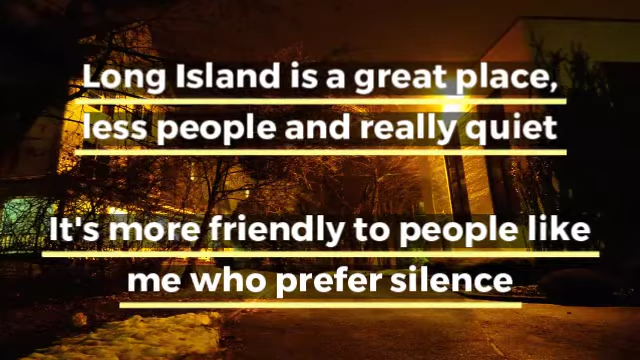 Long Island is a great place,
less people and really quiet
It's more friendly to people like
me who prefer silence